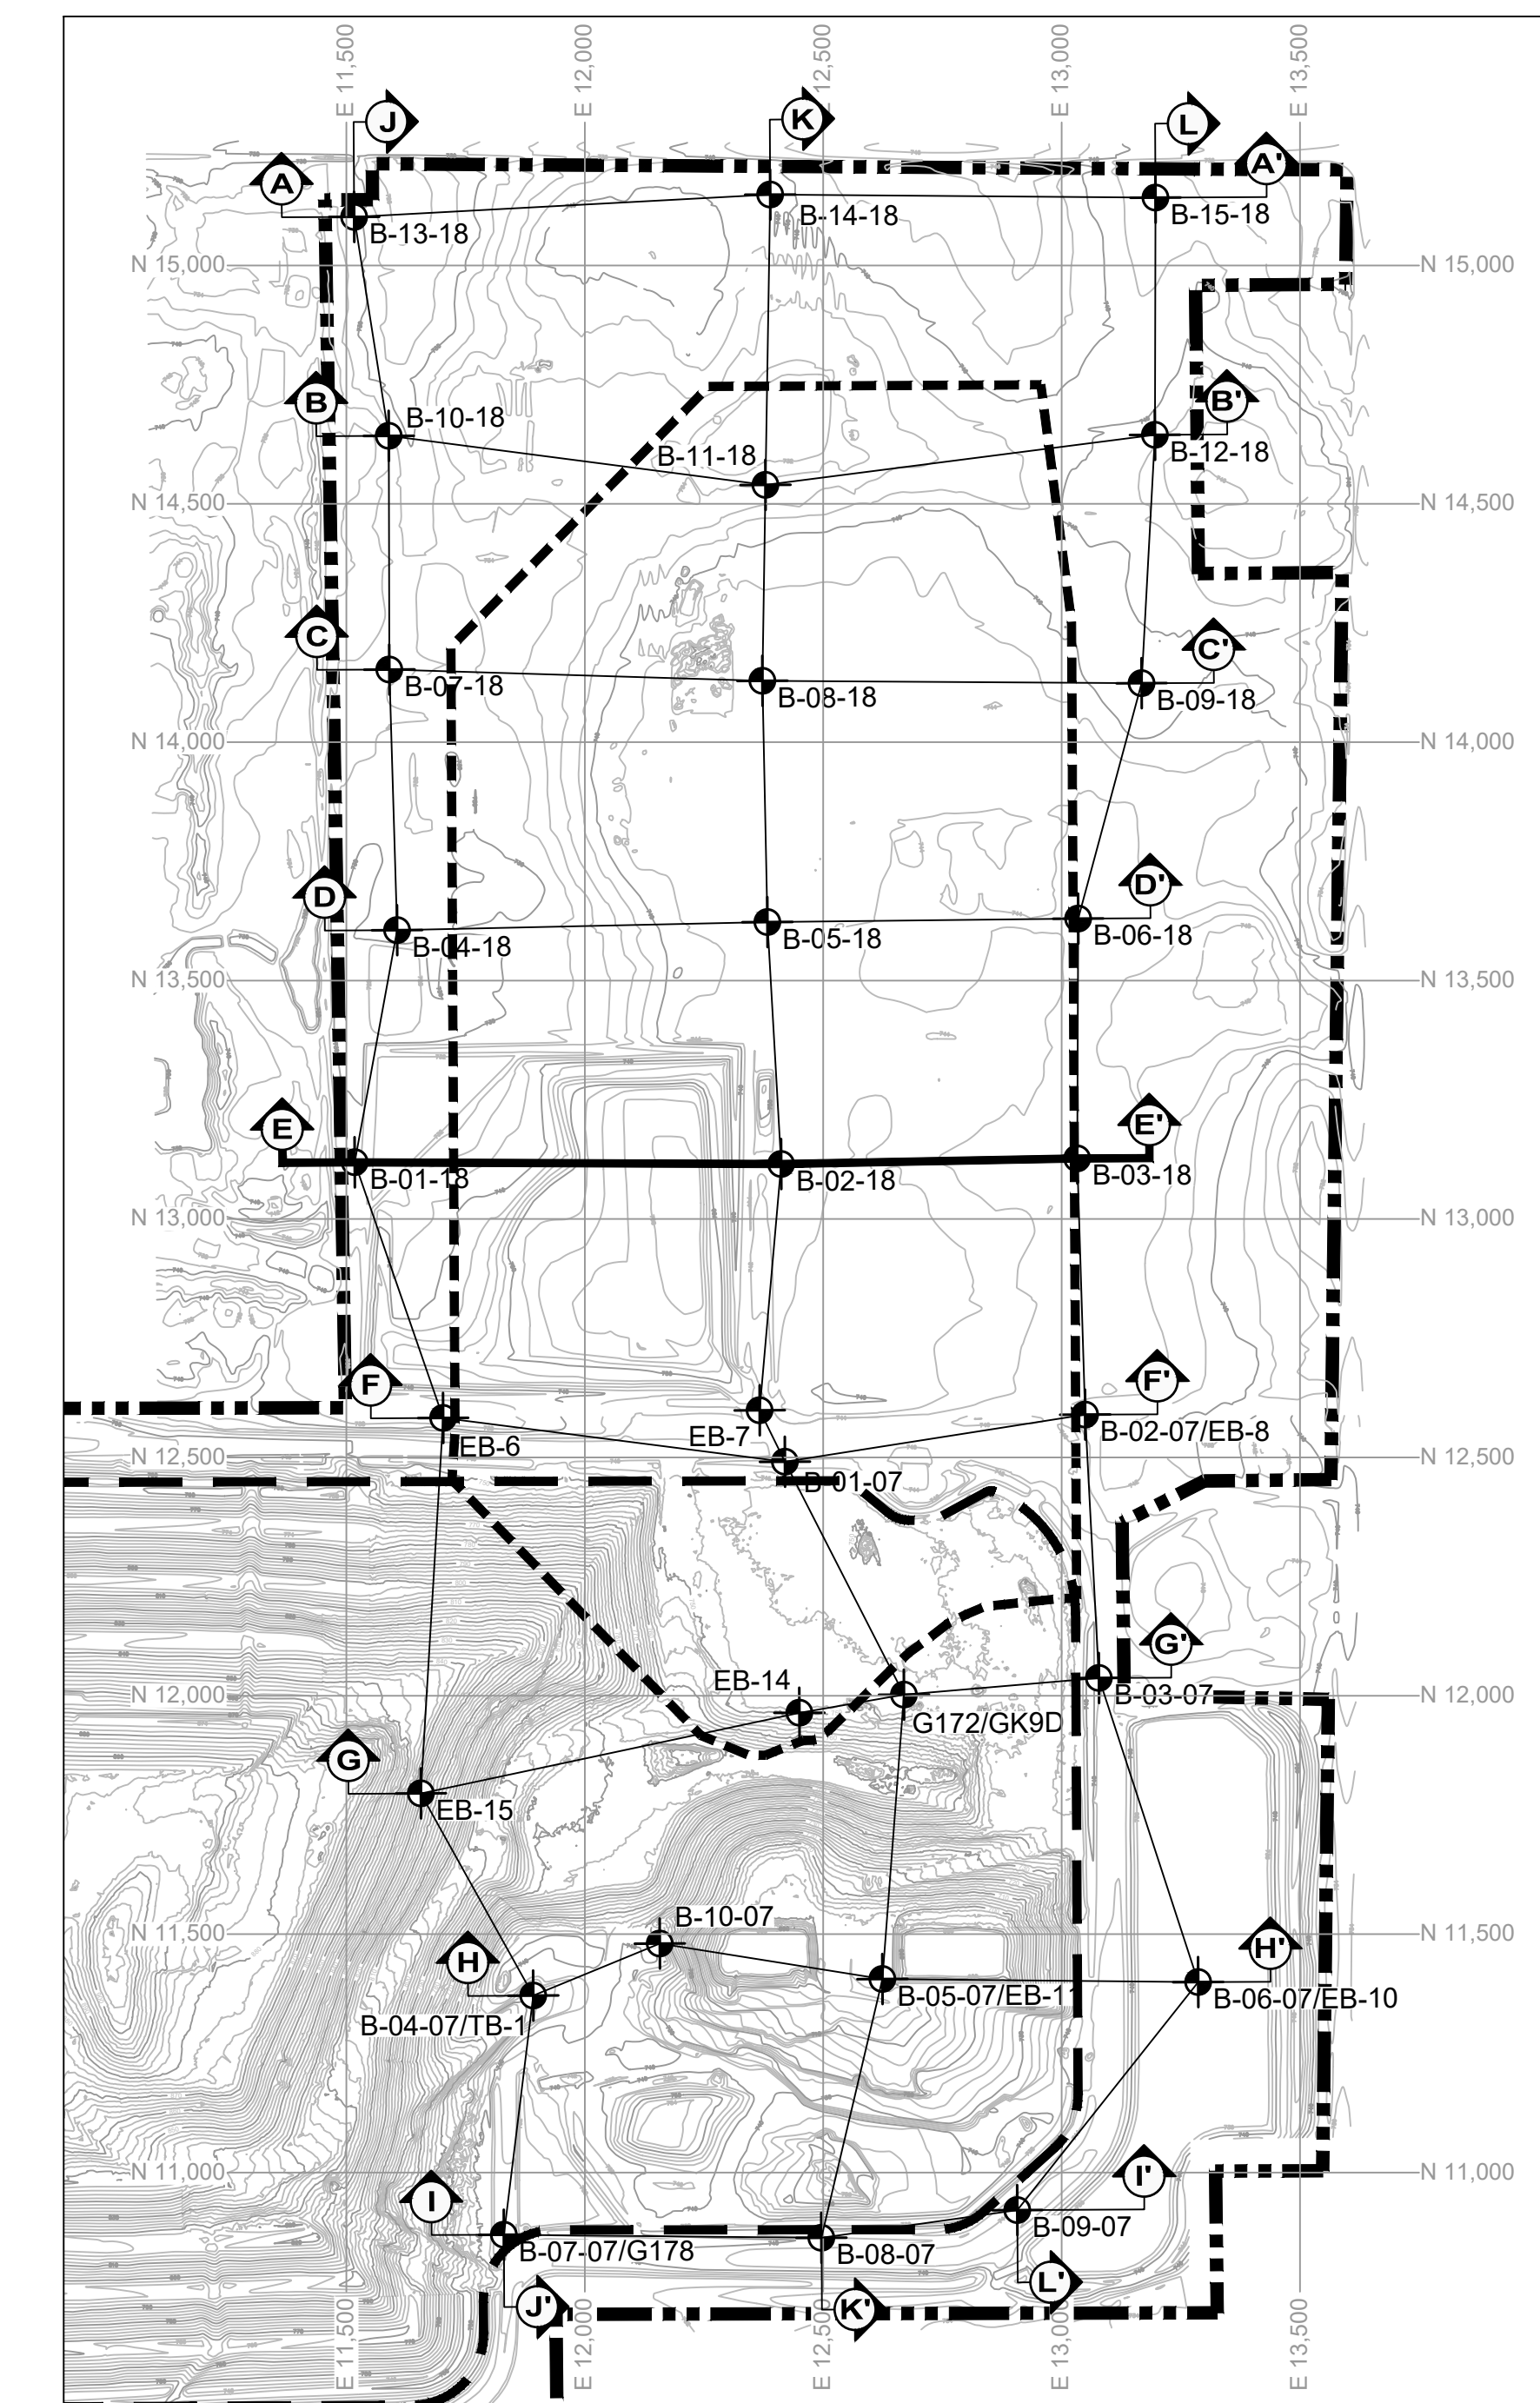 E 11,500
E 12,000
E 12,500
E 13,000
E 13,500
J
K
L
A
A'
B-13-18
B-14-18
B-15-18
N 15,000
N 15,000
B
B'
B-10-18
B-11-18
B-12-18
N 14,500
N 14,500
C
C'
B-07-18
B-08-18
B-09-18
N 14,000
N 14,000
D
D'
B-04-18
B-05-18
B-06-18
N 13,500
N 13,500
E
E'
B-01-18
B-02-18
B-03-18
N 13,000
N 13,000
F
F'
EB-6
EB-7
B-02-07/EB-8
N 12,500
N 12,500
B-01-07
G'
EB-14
N 12,000
N 12,000
B-03-07
G172/GK9D
G
EB-15
B-10-07
N 11,500
N 11,500
H
H'
B-05-07/EB-11
B-06-07/EB-10
B-04-07/TB-1
N 11,000
N 11,000
I
I'
B-07-07/G178
B-08-07
B-09-07
L'
J'
K'
E 11,500
E 12,000
E 12,500
E 13,000
E 13,500